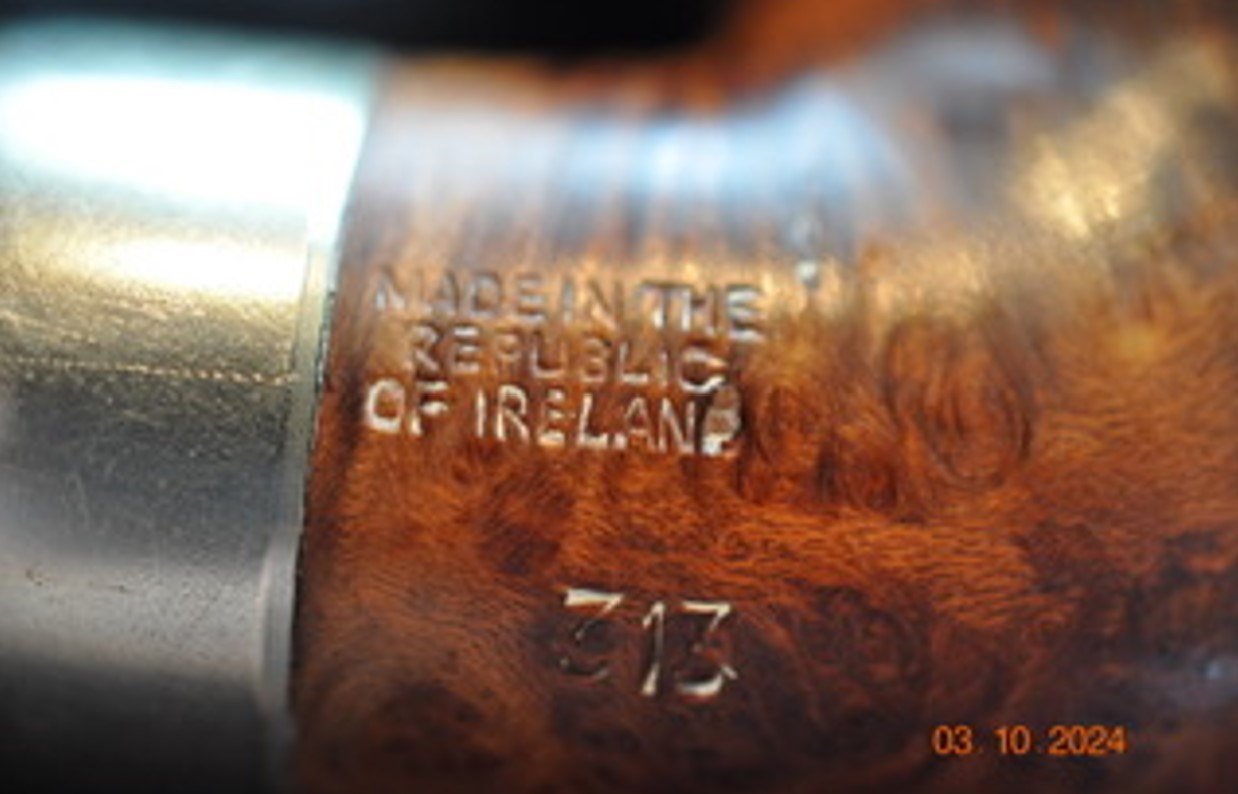 MADE IN THE
REPUBLIC
OF IRELAND
313
03. 10. 2024